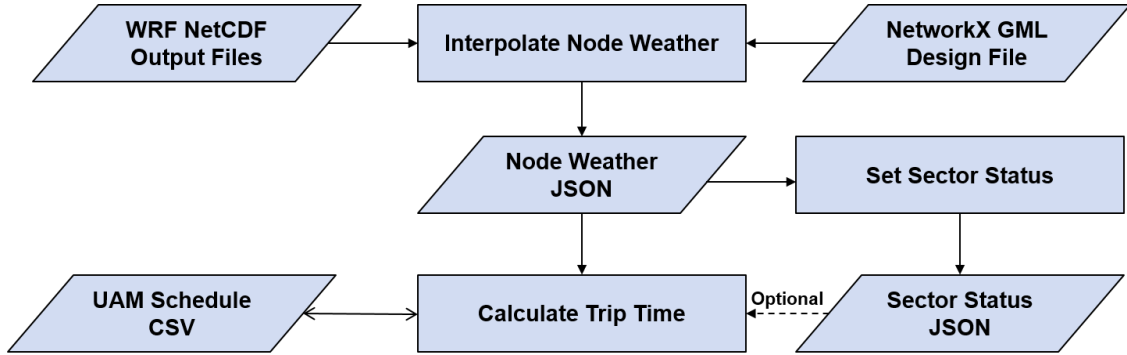 WRF NetCDF
Output Files
Interpolate Node Weather
NetworkX GML
Design File
Node Weather
JSON
Set Sector Status
UAM Schedule
CSV
Calculate Trip Time
Optional
Sector Status
JSON